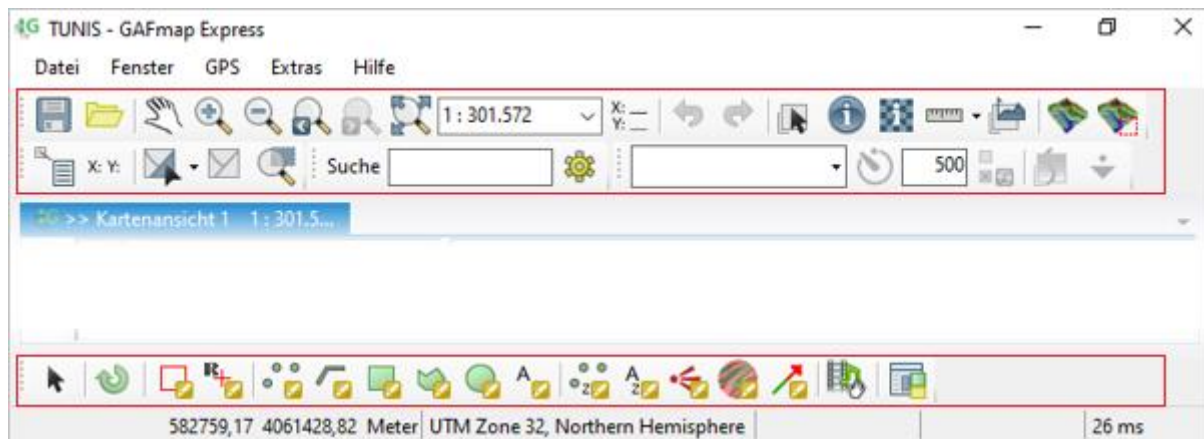 TUNIS - GAFmap Express
Datei Fenster GPS Extras Hilfe
1 : 301.572 X: Y:
X: Y: Suche 500
>> Kartenansicht 1 1 : 301.5...
R A z A z
582759,17 4061428,82 Meter UTM Zone 32, Northern Hemisphere 26 ms